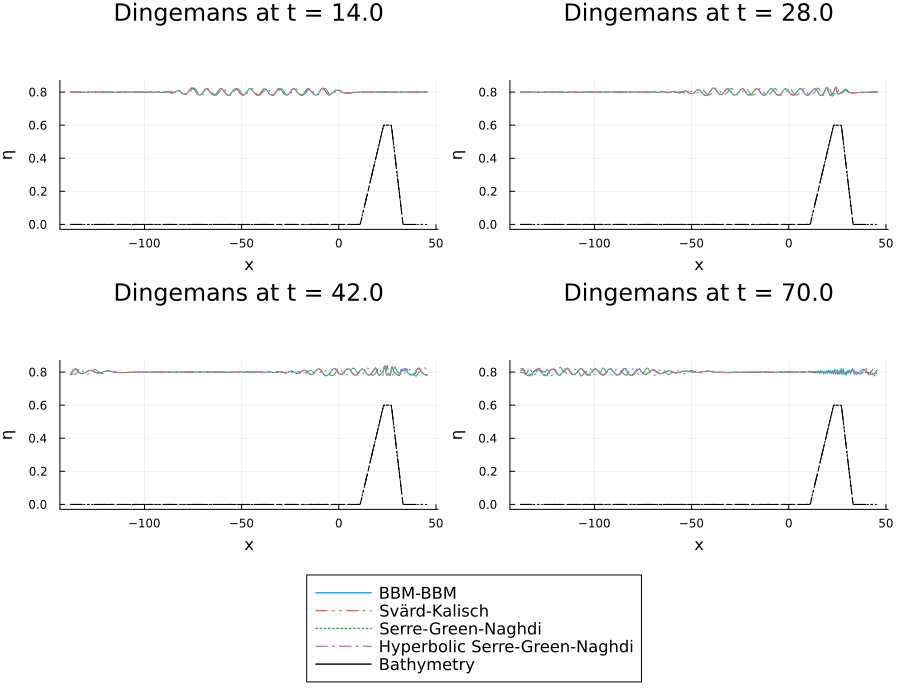 Dingemans at t = 14.0
Dingemans at t = 28.0
0.8
0.6
0.4
0.2
0.0
η
−100
−50
0
50
x
0.8
0.6
0.4
0.2
0.0
η
−100
−50
0
50
x
Dingemans at t = 42.0
Dingemans at t = 70.0
0.8
0.6
0.4
0.2
0.0
η
−100
−50
0
50
x
0.8
0.6
0.4
0.2
0.0
η
−100
−50
0
50
x
BBM-BBM
Svärd-Kalisch
Serre-Green-Naghdi
Hyperbolic Serre-Green-Naghdi
Bathymetry